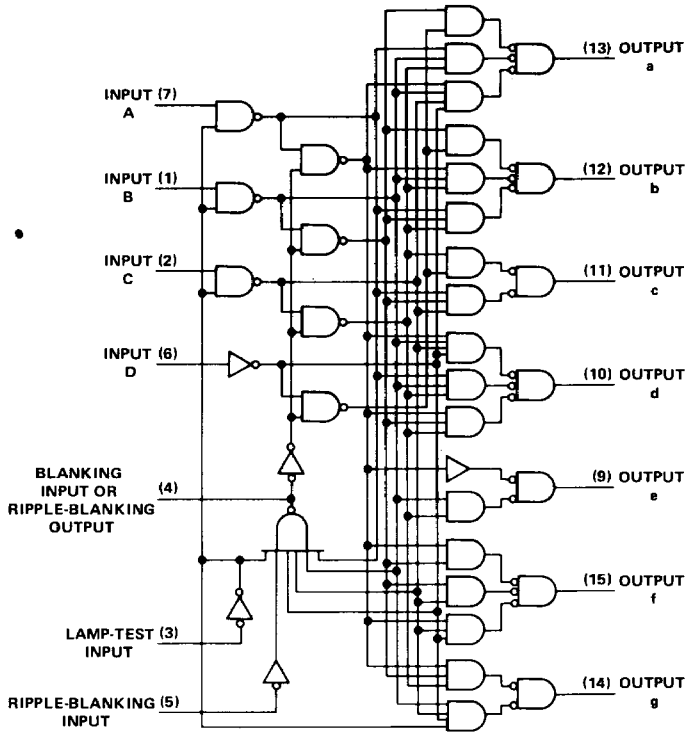 (13) OUTPUT
a
INPUT (7)
A
(12) OUTPUT
b
INPUT (1)
B
INPUT (2)
C
(11) OUTPUT
c
INPUT (6)
D
(10) OUTPUT
d
BLANKING
INPUT OR (4)
RIPPLE-BLANKING
OUTPUT
(9) OUTPUT
e
(15) OUTPUT
f
LAMP-TEST (3)
INPUT
(14) OUTPUT
g
RIPPLE-BLANKING (5)
INPUT